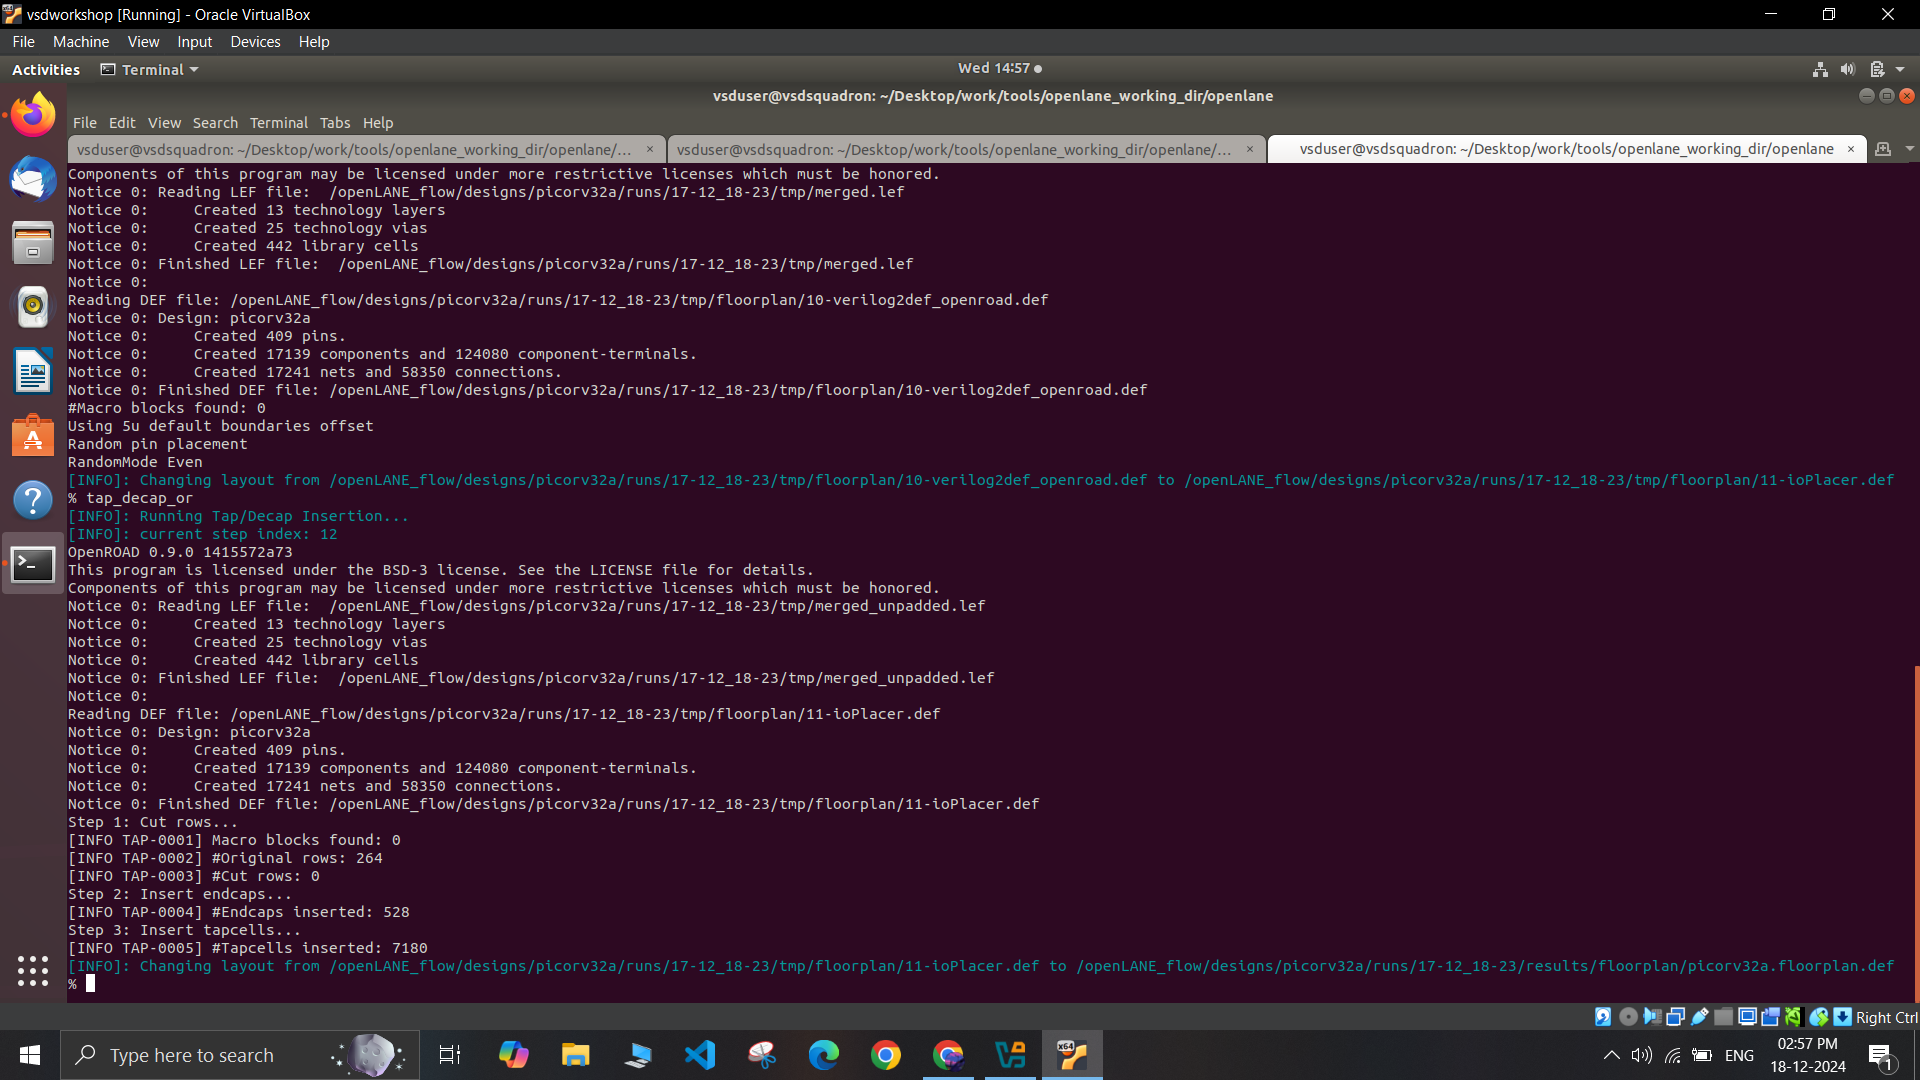 vsdworkshop [Running] - Oracle VirtualBox
File Machine View Input Devices Help
Activities Terminal Wed 14:57
vsduser@vsdsquadron: ~/Desktop/work/tools/openlane_working_dir/openlane
File Edit View Search Terminal Tabs Help
vsduser@vsdsquadron: ~/Desktop/work/tools/openlane_working_dir/openlane/... × vsduser@vsdsquadron: ~/Desktop/work/tools/openlane_working_dir/openlane/... × vsduser@vsdsquadron: ~/Desktop/work/tools/openlane_working_dir/openlane ×
Components of this program may be licensed under more restrictive licenses which must be honored.
Notice 0: Reading LEF file:  /openLANE_flow/designs/picorv32a/runs/17-12_18-23/tmp/merged.lef
Notice 0:     Created 13 technology layers
Notice 0:     Created 25 technology vias
Notice 0:     Created 442 library cells
Notice 0: Finished LEF file:  /openLANE_flow/designs/picorv32a/runs/17-12_18-23/tmp/merged.lef
Notice 0:
Reading DEF file: /openLANE_flow/designs/picorv32a/runs/17-12_18-23/tmp/floorplan/10-verilog2def_openroad.def
Notice 0: Design: picorv32a
Notice 0:     Created 409 pins.
Notice 0:     Created 17139 components and 124080 component-terminals.
Notice 0:     Created 17241 nets and 58350 connections.
Notice 0: Finished DEF file: /openLANE_flow/designs/picorv32a/runs/17-12_18-23/tmp/floorplan/10-verilog2def_openroad.def
#Macro blocks found: 0
Using 5u default boundaries offset
Random pin placement
RandomMode Even
[INFO]: Changing layout from /openLANE_flow/designs/picorv32a/runs/17-12_18-23/tmp/floorplan/10-verilog2def_openroad.def to /openLANE_flow/designs/picorv32a/runs/17-12_18-23/tmp/floorplan/11-ioPlacer.def
% tap_decap_or
[INFO]: Running Tap/Decap Insertion...
[INFO]: current step index: 12
OpenROAD 0.9.0 1415572a73
This program is licensed under the BSD-3 license. See the LICENSE file for details.
Components of this program may be licensed under more restrictive licenses which must be honored.
Notice 0: Reading LEF file:  /openLANE_flow/designs/picorv32a/runs/17-12_18-23/tmp/merged_unpadded.lef
Notice 0:     Created 13 technology layers
Notice 0:     Created 25 technology vias
Notice 0:     Created 442 library cells
Notice 0: Finished LEF file:  /openLANE_flow/designs/picorv32a/runs/17-12_18-23/tmp/merged_unpadded.lef
Notice 0:
Reading DEF file: /openLANE_flow/designs/picorv32a/runs/17-12_18-23/tmp/floorplan/11-ioPlacer.def
Notice 0: Design: picorv32a
Notice 0:     Created 409 pins.
Notice 0:     Created 17139 components and 124080 component-terminals.
Notice 0:     Created 17241 nets and 58350 connections.
Notice 0: Finished DEF file: /openLANE_flow/designs/picorv32a/runs/17-12_18-23/tmp/floorplan/11-ioPlacer.def
Step 1: Cut rows...
[INFO TAP-0001] Macro blocks found: 0
[INFO TAP-0002] #Original rows: 264
[INFO TAP-0003] #Cut rows: 0
Step 2: Insert endcaps...
[INFO TAP-0004] #Endcaps inserted: 528
Step 3: Insert tapcells...
[INFO TAP-0005] #Tapcells inserted: 7180
[INFO]: Changing layout from /openLANE_flow/designs/picorv32a/runs/17-12_18-23/tmp/floorplan/11-ioPlacer.def to /openLANE_flow/designs/picorv32a/runs/17-12_18-23/results/floorplan/picorv32a.floorplan.def
%
Right Ctrl
Type here to search
ENG
02:57 PM
18-12-2024
1